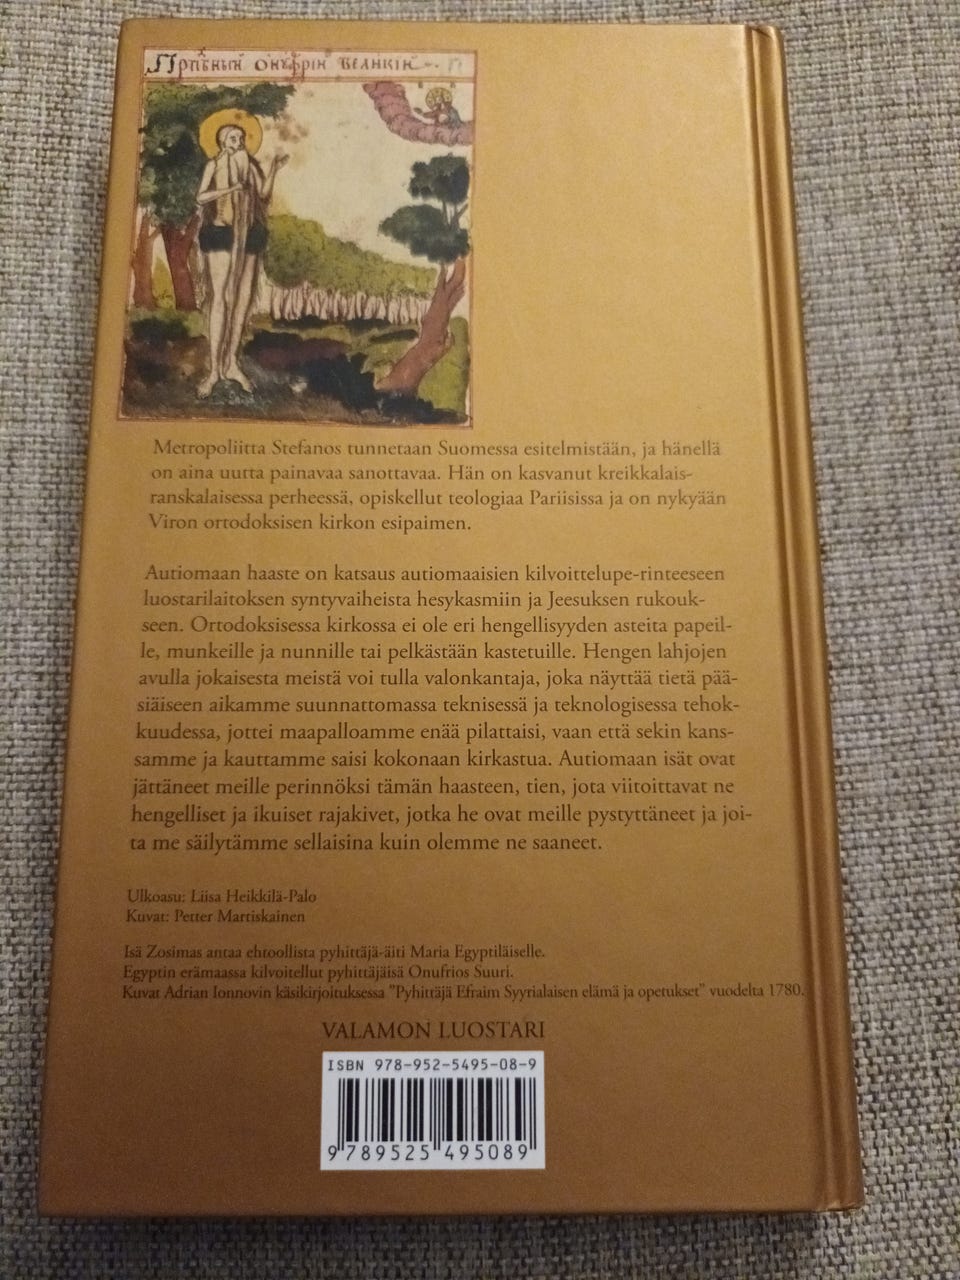 Прпⷣбный онꙋфрїи великїи
Metropoliitta Stefanos tunnetaan Suomessa esitelmistään, ja hänellä
on aina uutta painavaa sanottavaa. Hän on kasvanut kreikkalais-
ranskalaisessa perheessä, opiskellut teologiaa Pariisissa ja on nykyään
Viron ortodoksisen kirkon esipaimen.
Autiomaan haaste on katsaus autiomaaisien kilvoittelupe-rinteeseen
luostarilaitoksen syntyvaiheista hesykasmiin ja Jeesuksen rukouk-
seen. Ortodoksisessa kirkossa ei ole eri hengellisyyden asteita papeil-
le, munkeille ja nunnille tai pelkästään kastetuille. Hengen lahjojen
avulla jokaisesta meistä voi tulla valonkantaja, joka näyttää tietä pää-
siäiseen aikamme suunnattomassa teknisessä ja teknologisessa tehok-
kuudessa, jottei maapalloamme enää pilattaisi, vaan että sekin kans-
samme ja kauttamme saisi kokonaan kirkastua. Autiomaan isät ovat
jättäneet meille perinnöksi tämän haasteen, tien, jota viitoittavat ne
hengelliset ja ikuiset rajakivet, jotka he ovat meille pystyttäneet ja joi-
ta me säilytämme sellaisina kuin olemme ne saaneet.
Ulkoasu: Liisa Heikkilä-Palo
Kuvat: Petter Martiskainen
Isä Zosimas antaa ehtoollista pyhittäjä-äiti Maria Egyptiläiselle.
Egyptin erämaassa kilvoitellut pyhittäjäisä Onufrios Suuri.
Kuvat Adrian Ionnovin käsikirjoituksessa "Pyhittäjä Efraim Syyrialaisen elämä ja opetukset" vuodelta 1780.
VALAMON LUOSTARI
ISBN 978-952-5495-08-9
9 789525 495089